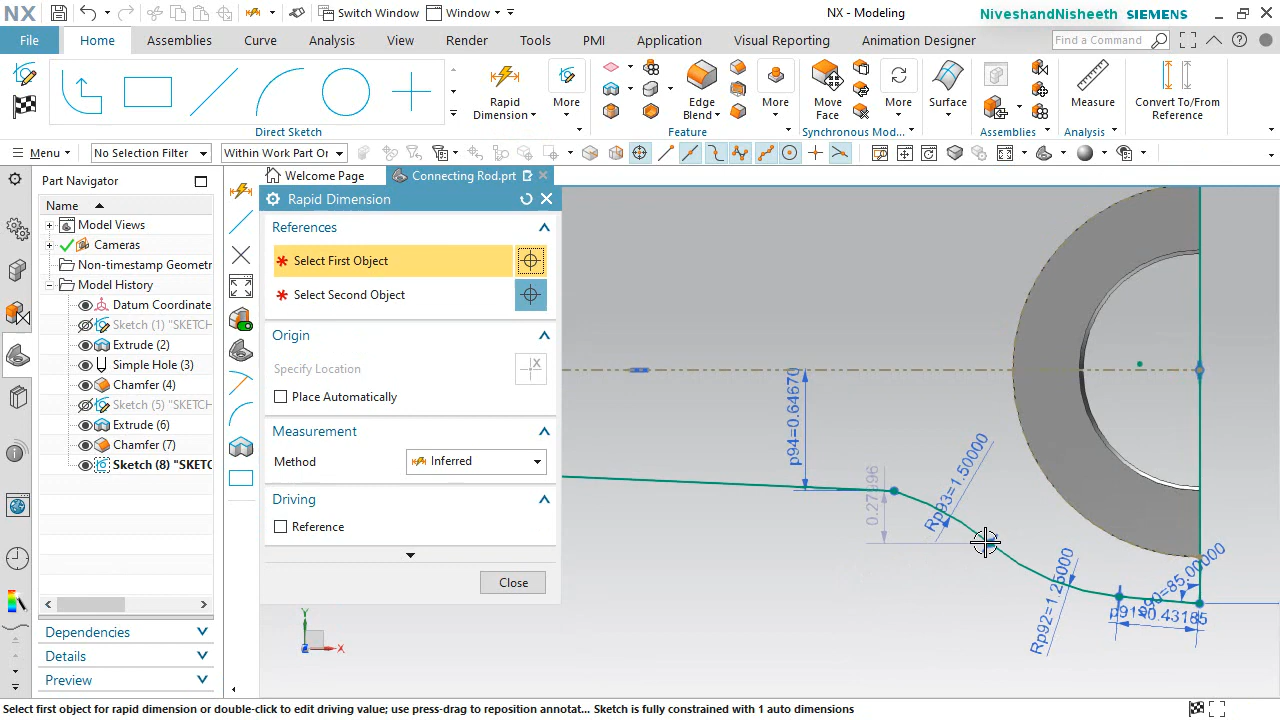 NX
Switch Window
Window
NX - Modeling
NiveshandNisheeth SIEMENS
File
Home
Assemblies
Curve
Analysis
View
Render
Tools
PMI
Application
Visual Reporting
Animation Designer
Find a Command
Rapid Dimension
More
Edge Blend
More
Move Face
More
Surface
Measure
Convert To/From Reference
Direct Sketch
Feature
Synchronous Mod...
Assemblies
Analysis
Menu
No Selection Filter
Within Work Part On
Part Navigator
Name
Model Views
Cameras
Non-timestamp Geometr
Model History
Datum Coordinate
Sketch (1) "SKETCH
Extrude (2)
Simple Hole (3)
Chamfer (4)
Sketch (5) "SKETCH
Extrude (6)
Chamfer (7)
Sketch (8) "SKETC
Dependencies
Details
Preview
Welcome Page
Connecting Rod.prt
Rapid Dimension
References
* Select First Object
* Select Second Object
Origin
Specify Location
Place Automatically
Measurement
Method
Inferred
Driving
Reference
Close
p94=0.64670
0.27996
Rp93=1.50000
Rp92=1.25000
p90=85.00000
p91=0.43185
Y
X
Select first object for rapid dimension or double-click to edit driving value; use press-drag to reposition annotat... Sketch is fully constrained with 1 auto dimensions